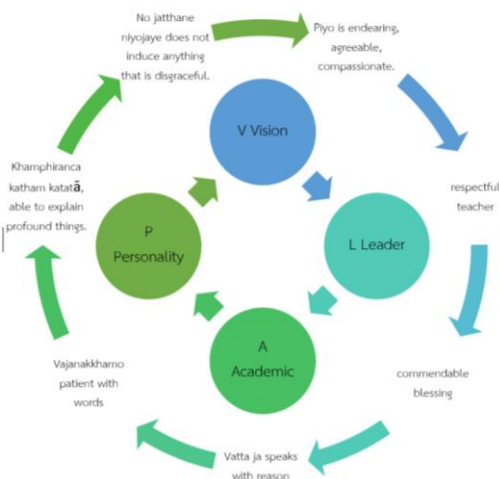 No jatthane
niyojaye does not
induce anything
that is disgraceful.
Piyo is endearing,
agreeable,
compassionate.
V Vision
Khamphiranca
katham katatā,
able to explain
profound things.
P
Personality
L Leader
respectful
teacher
A
Academic
Vajanakkhamo
patient with
words
commendable
blessing
Vatta ja speaks
with reason